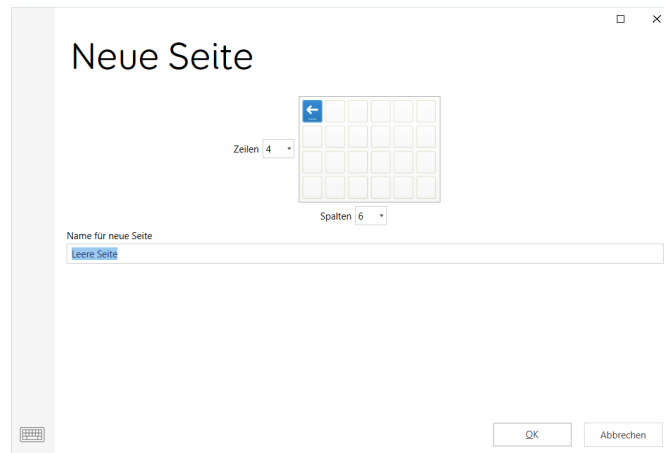 Neue Seite
Zeilen 4
Spalten 6
Name für neue Seite
Leere Seite
OK Abbrechen